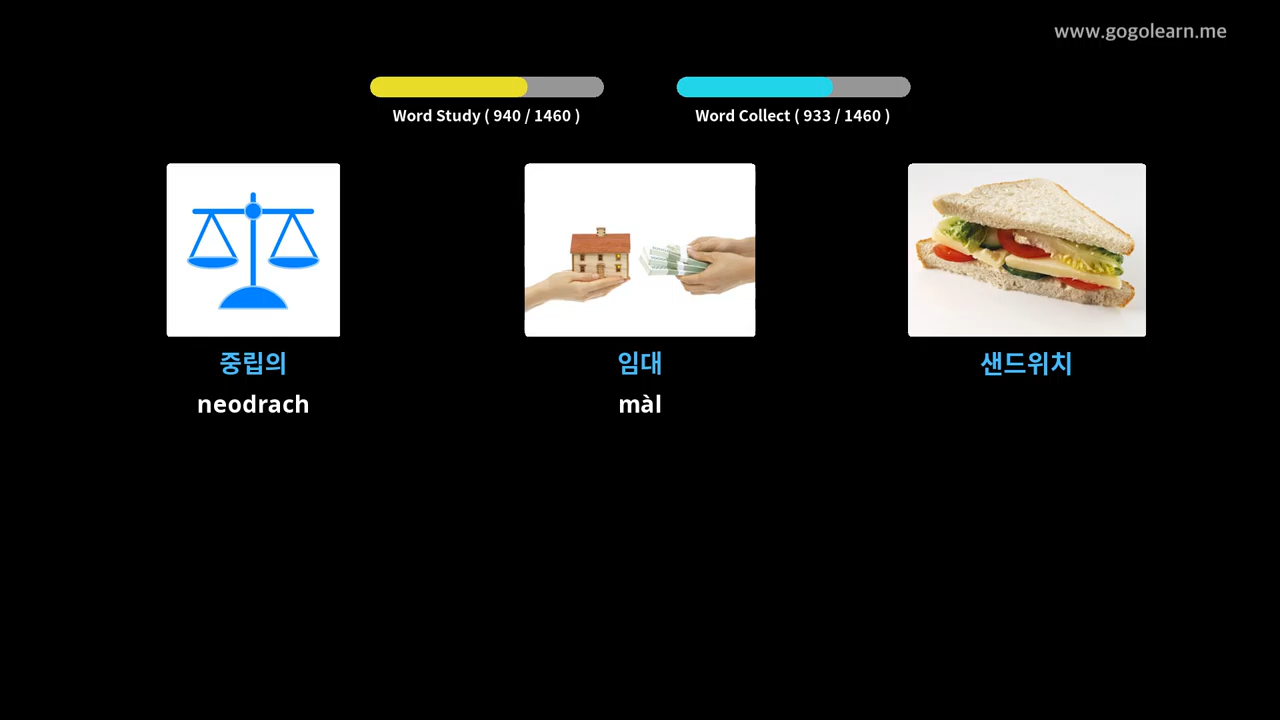 www.gogolearn.me
Word Study ( 940 / 1460 )
Word Collect ( 933 / 1460 )
중립의
임대
샌드위치
neodrach
màl